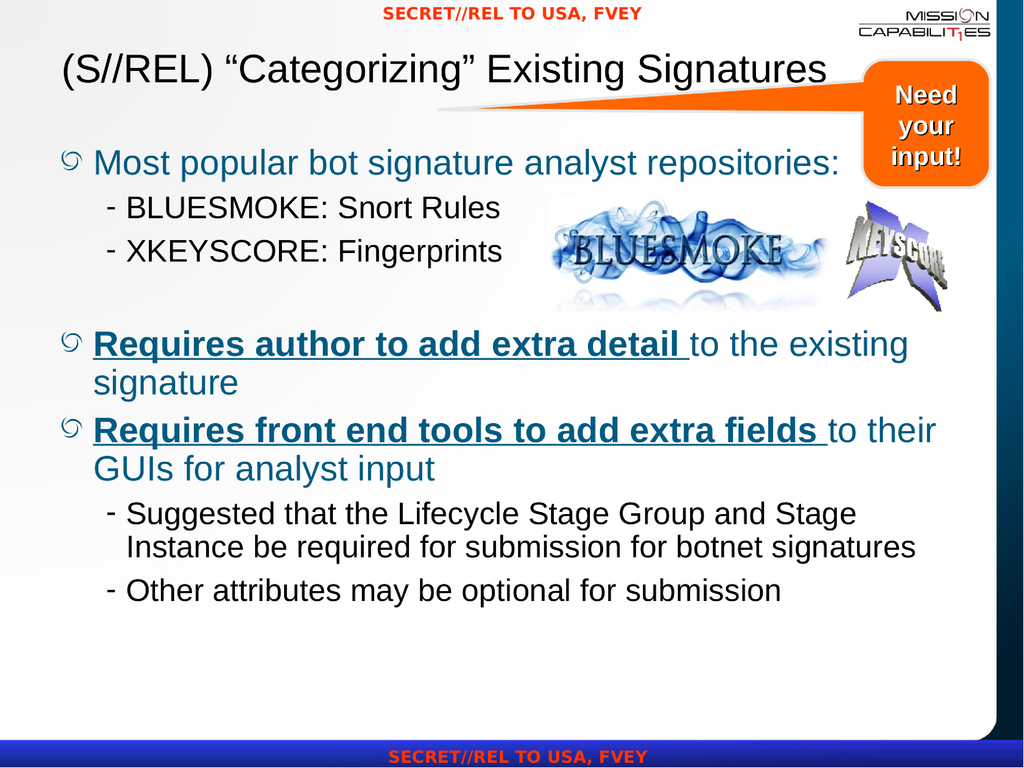 SECRET//REL TO USA, FVEY
MISSION
CAPABILIT1ES
(S//REL) “Categorizing” Existing Signatures
Need
your
input!
Most popular bot signature analyst repositories:
- BLUESMOKE: Snort Rules
- XKEYSCORE: Fingerprints
BLUESMOKE
XKEYSCORE
Requires author to add extra detail to the existing
signature
Requires front end tools to add extra fields to their
GUIs for analyst input
- Suggested that the Lifecycle Stage Group and Stage
Instance be required for submission for botnet signatures
- Other attributes may be optional for submission
SECRET//REL TO USA, FVEY